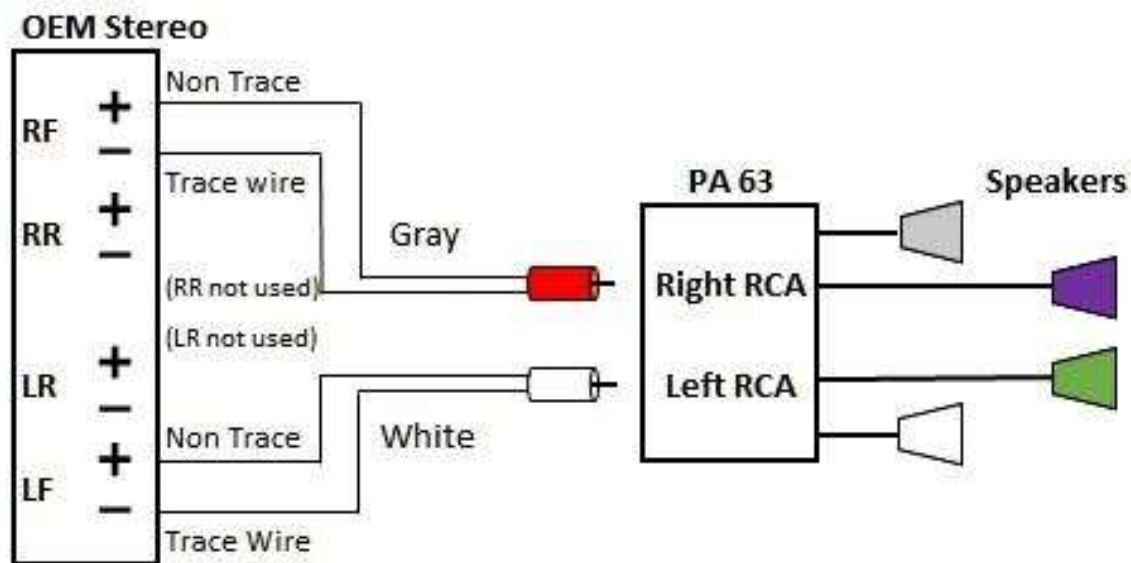 OEM Stereo
Non Trace
RF + −
Trace wire
RR + −
Gray
(RR not used)
(LR not used)
LR + −
Non Trace
White
LF + −
Trace Wire
PA 63
Speakers
Right RCA
Left RCA